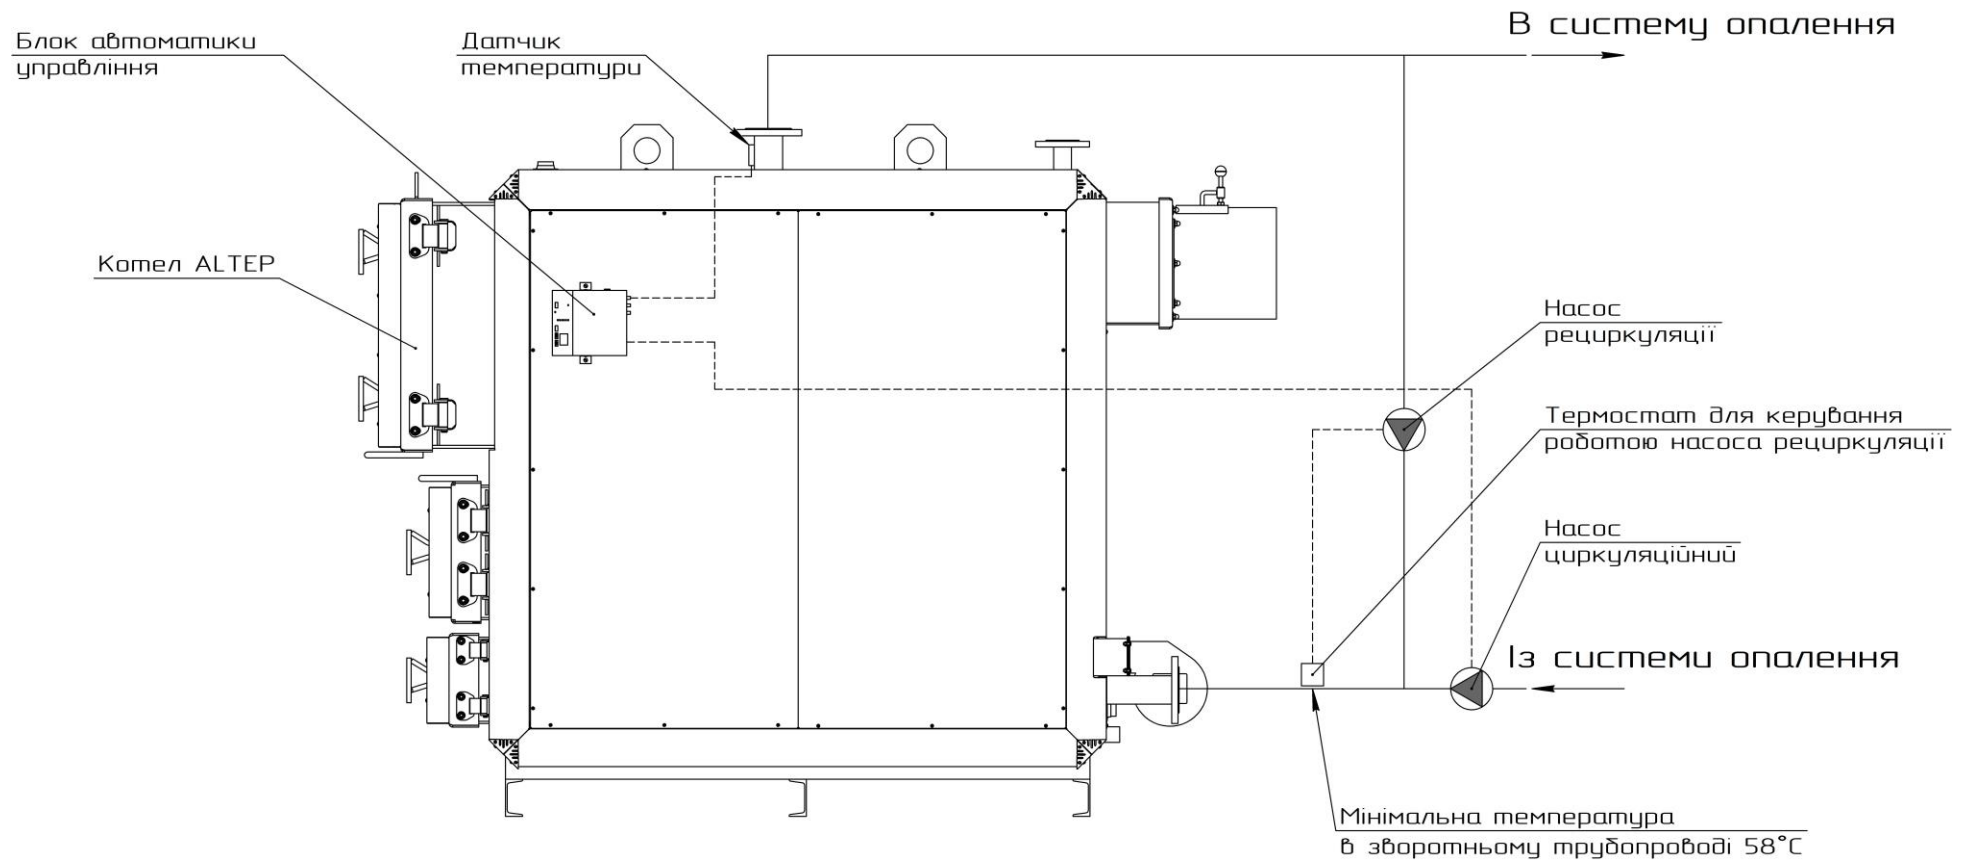 В систему опалення
Блок автоматики
управління
Датчик
температури
Котел ALTEP
Насос
рециркуляції
Термостат для керування
роботою насоса рециркуляції
Насос
циркуляційний
Із системи опалення
Мінімальна температура
в зворотньому трубопроводі 58°С